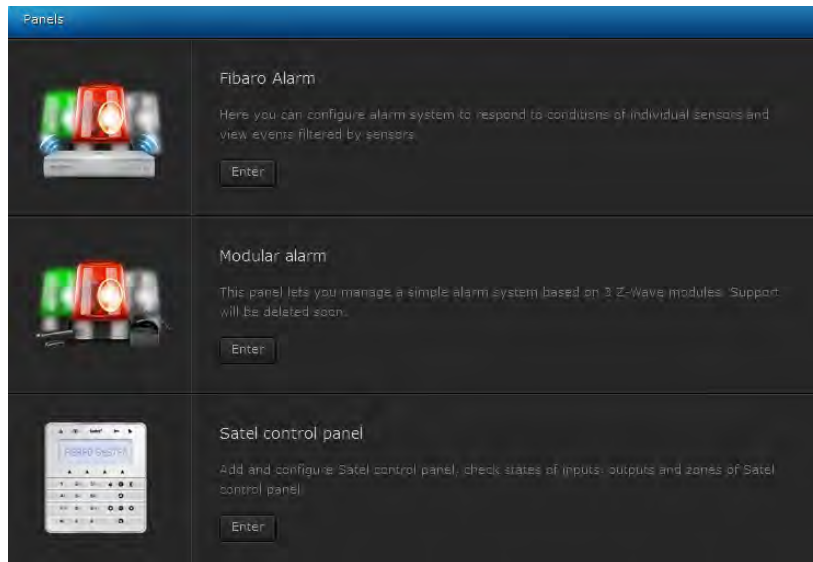 Panels
Fibaro Alarm
Here you can configure alarm system to respond to conditions of individual sensors and
view events filtered by sensors.
Enter
Modular alarm
This panel lets you manage a simple alarm system based on 3 Z-Wave modules. Support
will be deleted soon.
Enter
FIBARO SYSTEM
Satel control panel
Add and configure Satel control panel, check states of inputs, outputs and zones of Satel
control panel.
Enter